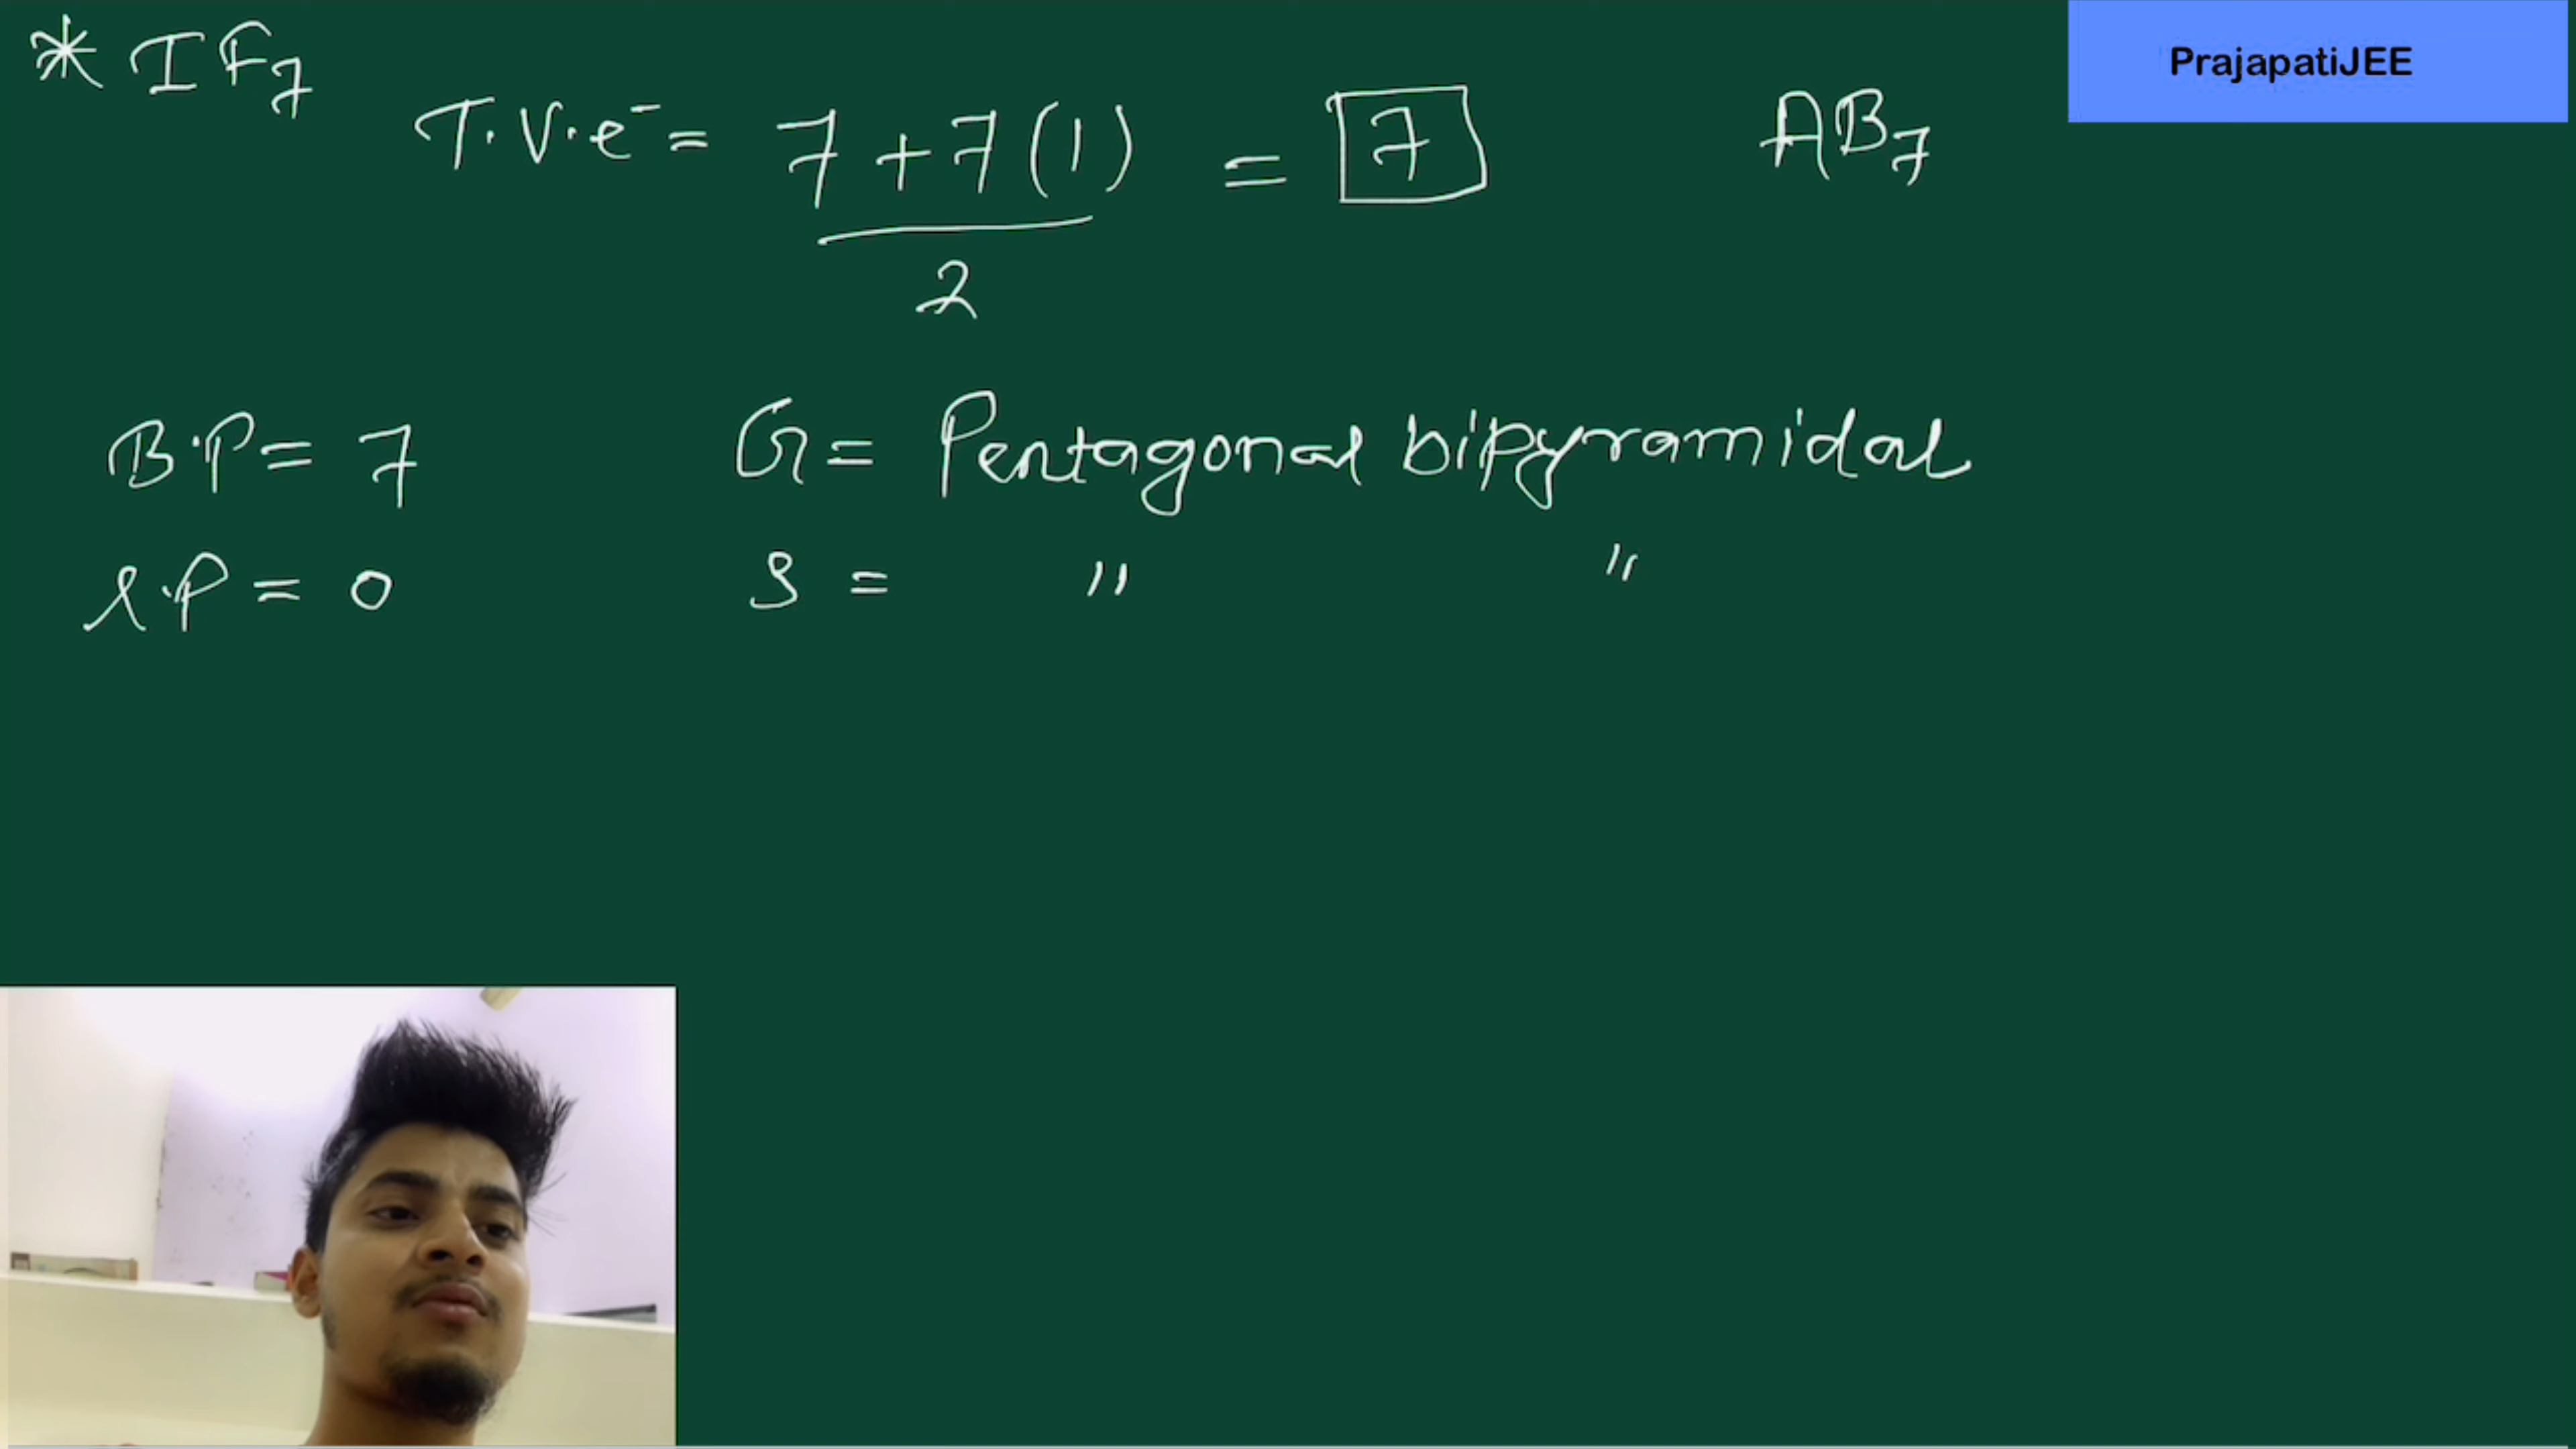 * IF7
PrajapatiJEE
T.V.e⁻ = 7 + 7(1) / 2 = 7
AB7
B.P = 7
G = Pentagonal bipyramidal
l.P = 0
S = " "